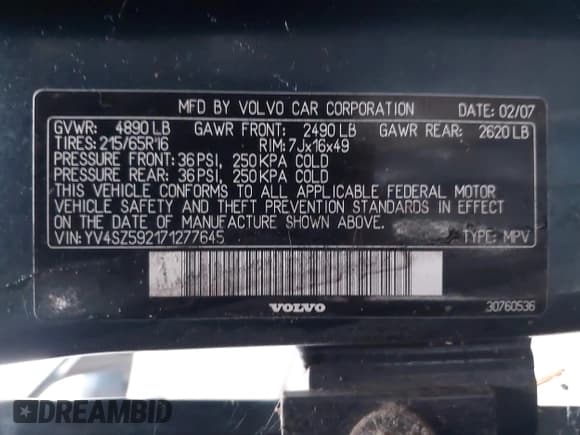 MFD BY VOLVO CAR CORPORATION DATE: 02/07
GVWR: 4890 LB GAWR FRONT: 2490 LB GAWR REAR: 2620 LB
TIRES: 215/65R16 RIM: 7Jx16x49
PRESSURE FRONT: 36 PSI, 250 KPA COLD
PRESSURE REAR: 36 PSI, 250 KPA COLD
THIS VEHICLE CONFORMS TO ALL APPLICABLE FEDERAL MOTOR
VEHICLE SAFETY AND THEFT PREVENTION STANDARDS IN EFFECT
ON THE DATE OF MANUFACTURE SHOWN ABOVE.
VIN: YV4SZ592171277645 TYPE: MPV
VOLVO 30760536
DREAMBID